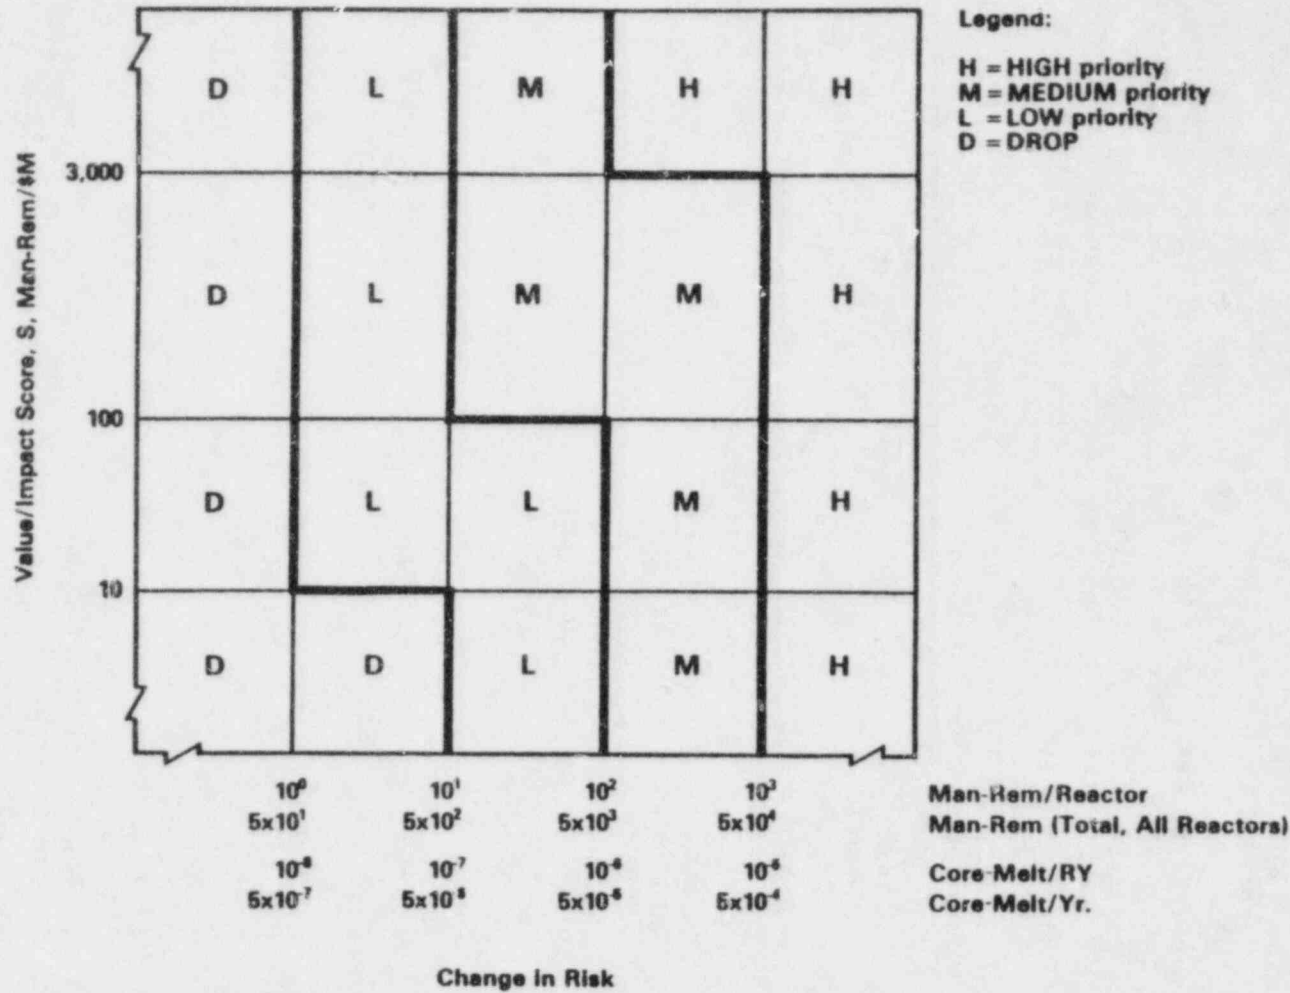 Legend:
H = HIGH priority
M = MEDIUM priority
L = LOW priority
D = DROP
Value/Impact Score, S, Man-Rem/$M
D L M H H
3,000
D L M M H
100
D L L M H
10
D D L M H
10⁰ 10¹ 10² 10³ Man-Rem/Reactor
5x10¹ 5x10² 5x10³ 5x10⁴ Man-Rem (Total, All Reactors)
10⁻⁸ 10⁻⁷ 10⁻⁶ 10⁻⁵ Core-Melt/RY
5x10⁻⁷ 5x10⁻⁶ 5x10⁻⁵ 5x10⁻⁴ Core-Melt/Yr.
Change in Risk